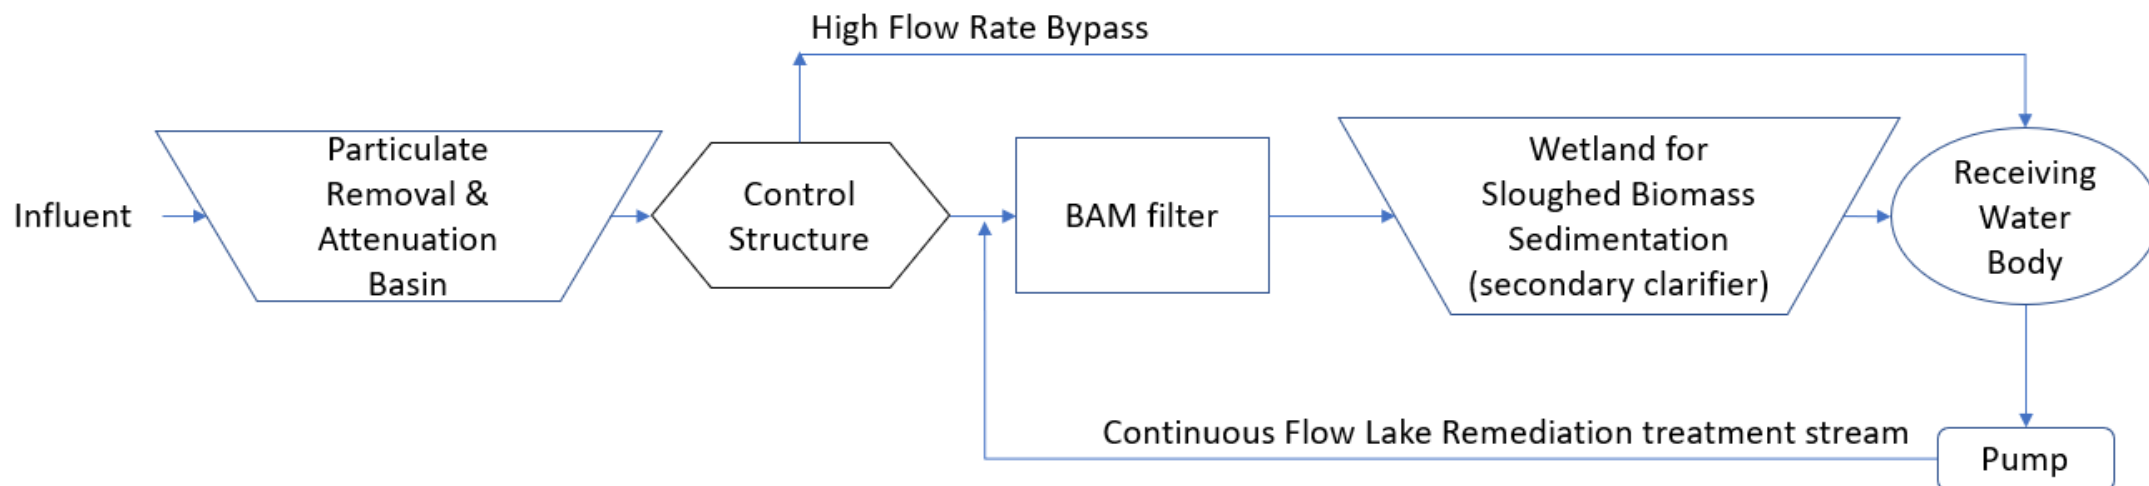 High Flow Rate Bypass
Influent
Particulate
Removal &
Attenuation
Basin
Control
Structure
BAM filter
Wetland for
Sloughed Biomass
Sedimentation
(secondary clarifier)
Receiving
Water
Body
Continuous Flow Lake Remediation treatment stream
Pump